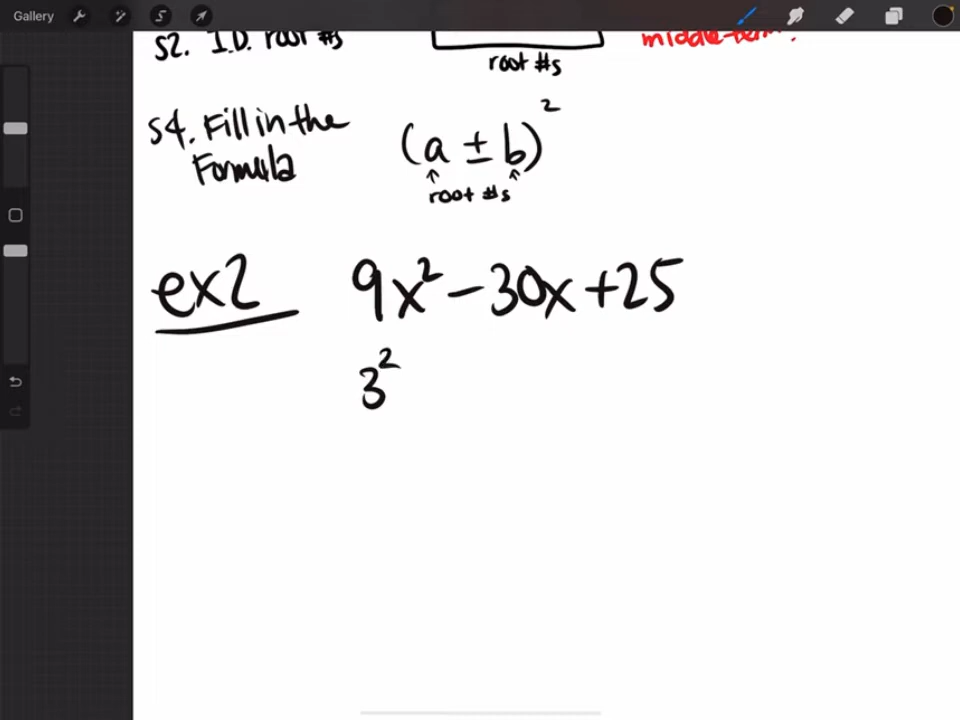 Gallery
S2. I.D. root #s
middle term?
root #s
S4. Fill in the Formula
(a ± b)²
root #s
ex2 9x² - 30x + 25
3²